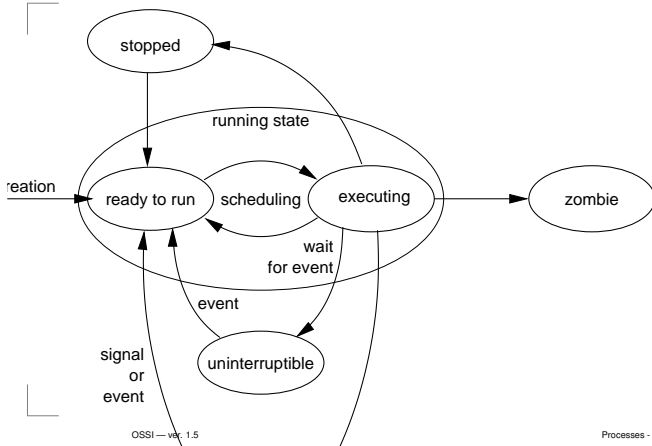 stopped
running state
reation
ready to run
scheduling
executing
zombie
wait
for event
event
uninterruptible
signal
or
event
OSSI — ver. 1.5
Processes -